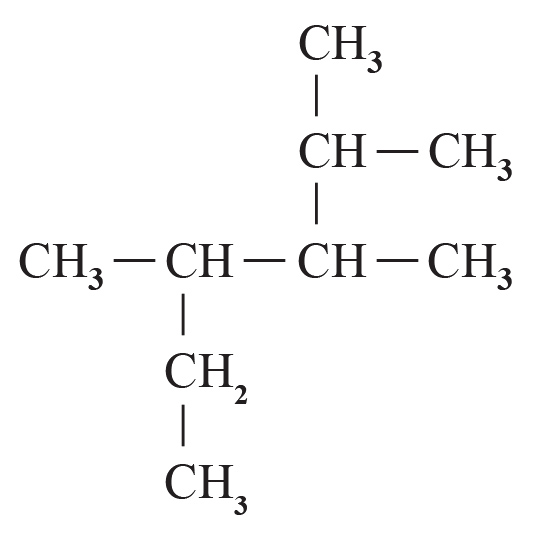 CH₃
|
CH — CH₃
|
CH₃ — CH — CH — CH₃
|
CH₂
|
CH₃